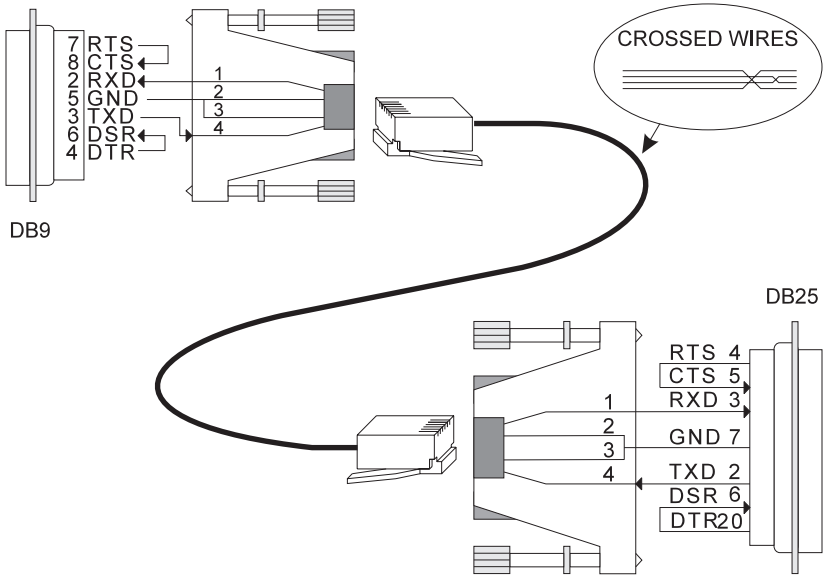 CROSSED WIRES
7 RTS
8 CTS
2 RXD 1
5 GND 2
3
3 TXD 4
6 DSR
4 DTR
DB9
DB25
RTS 4
CTS 5
1 RXD 3
2
GND 7
3
4 TXD 2
DSR 6
DTR20